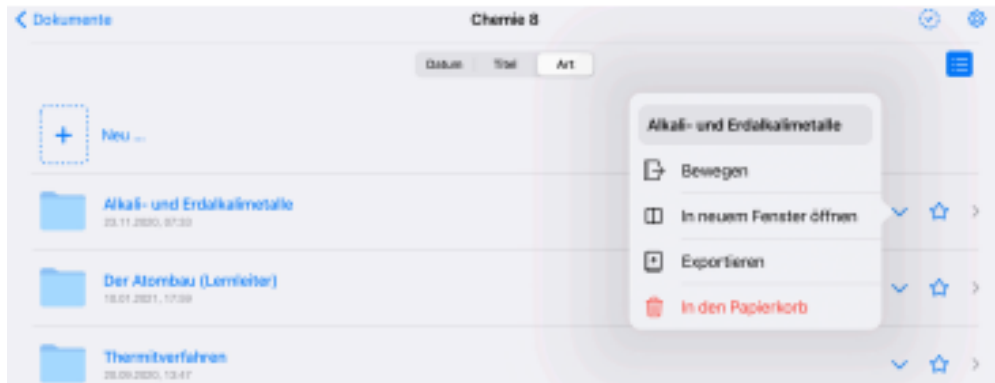 Dokumente
Chemie 8
Datum Titel Art
Neu ...
Alkali- und Erdalkalimetalle
23.11.2020, 07:33
Der Atombau (Lernleiter)
18.01.2021, 17:59
Thermitverfahren
28.09.2020, 13:47
Alkali- und Erdalkalimetalle
Bewegen
In neuem Fenster öffnen
Exportieren
In den Papierkorb